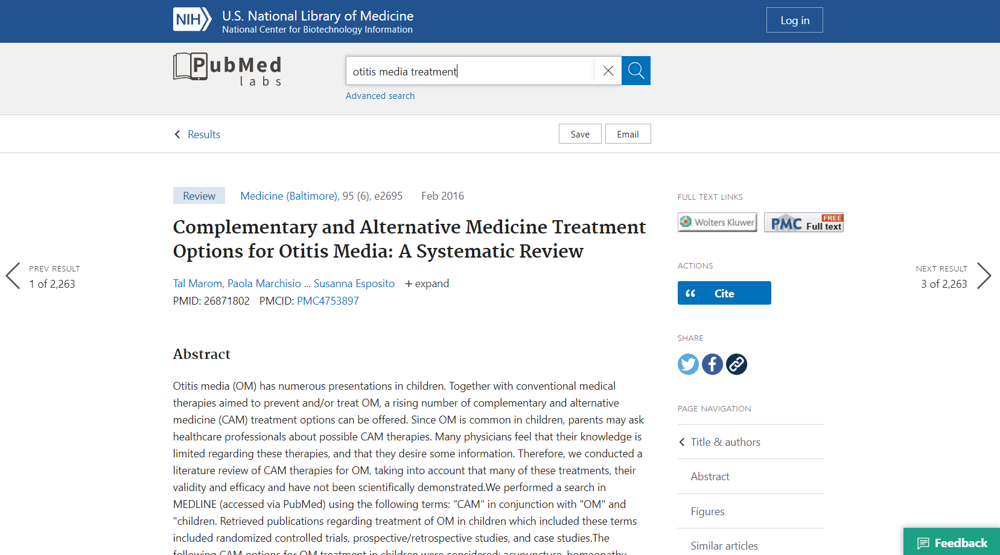 NIH
U.S. National Library of Medicine
National Center for Biotechnology Information
Log in
PubMed
labs
otitis media treatment
Advanced search
Results
Save
Email
PREV RESULT
1 of 2,263
NEXT RESULT
3 of 2,263
Review
Medicine (Baltimore), 95 (6), e2695
Feb 2016
Complementary and Alternative Medicine Treatment
Options for Otitis Media: A Systematic Review
Tal Marom, Paola Marchisio ... Susanna Esposito + expand
PMID: 26871802 PMCID: PMC4753897
Abstract
Otitis media (OM) has numerous presentations in children. Together with conventional medical
therapies aimed to prevent and/or treat OM, a rising number of complementary and alternative
medicine (CAM) treatment options can be offered. Since OM is common in children, parents may ask
healthcare professionals about possible CAM therapies. Many physicians feel that their knowledge is
limited regarding these therapies, and that they desire some information. Therefore, we conducted a
literature review of CAM therapies for OM, taking into account that many of these treatments, their
validity and efficacy and have not been scientifically demonstrated.We performed a search in
MEDLINE (accessed via PubMed) using the following terms: "CAM" in conjunction with "OM" and
"children. Retrieved publications regarding treatment of OM in children which included these terms
included randomized controlled trials, prospective/retrospective studies, and case studies.The
following CAM options for OM treatment in children were considered: acupuncture, homeopathy,
FULL TEXT LINKS
Wolters Kluwer
PMC FREE
Full text
ACTIONS
Cite
SHARE
PAGE NAVIGATION
Title & authors
Abstract
Figures
Similar articles
Feedback